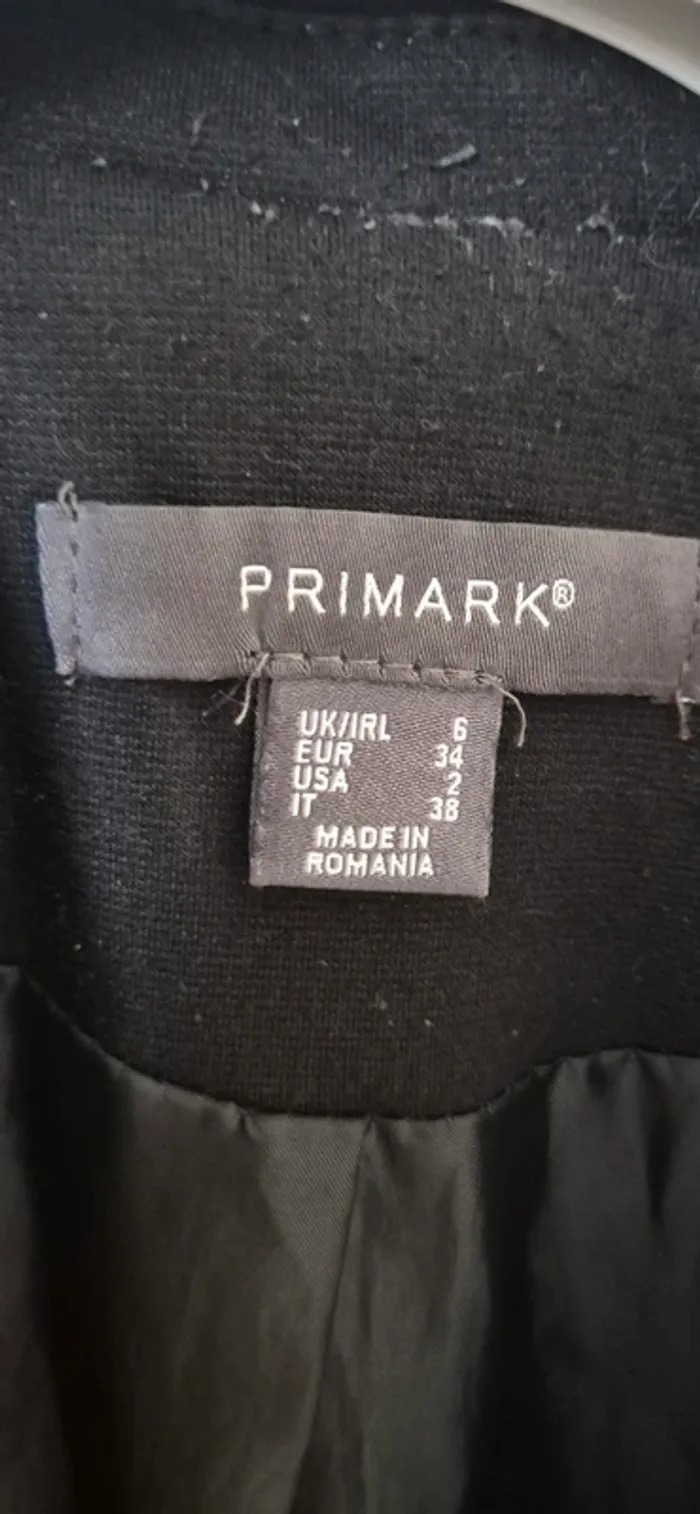 PRIMARK®
UK/IRL 6
EUR 34
USA 2
IT 38
MADE IN
ROMANIA